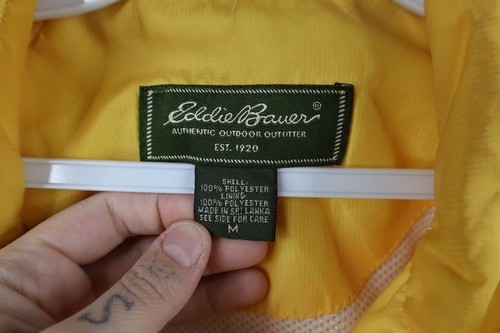 Eddie Bauer®
AUTHENTIC OUTDOOR OUTFITTER
EST. 1920
SHELL:
100% POLYESTER
LINING:
100% POLYESTER
MADE IN SRI LANKA
SEE SIDE FOR CARE
M